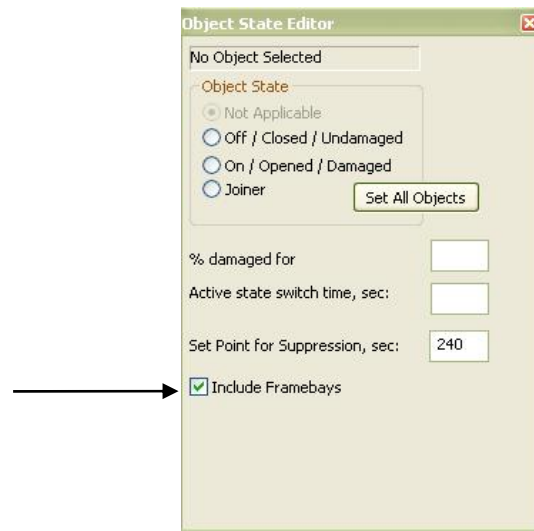 Object State Editor
No Object Selected
Object State
Not Applicable
Off / Closed / Undamaged
On / Opened / Damaged
Joiner
Set All Objects
% damaged for
Active state switch time, sec:
Set Point for Suppression, sec: 240
Include Framebays